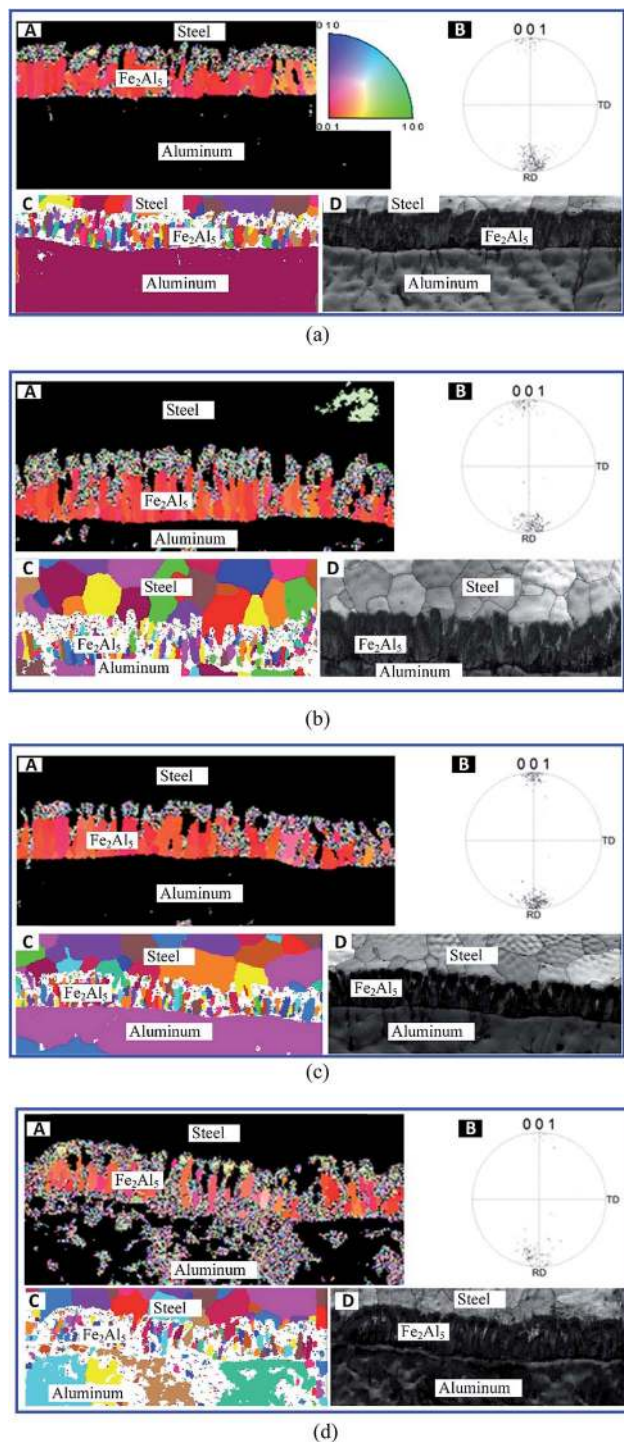 A
Steel
Fe₂Al₅
Aluminum
0 1 0
0 0 1
1 0 0
B
0 0 1
TD
RD
C
Steel
Fe₂Al₅
Aluminum
D
Steel
Fe₂Al₅
Aluminum
(a)
A
Steel
Fe₂Al₅
Aluminum
B
0 0 1
TD
RD
C
Steel
Fe₂Al₅
Aluminum
D
Steel
Fe₂Al₅
Aluminum
(b)
A
Steel
Fe₂Al₅
Aluminum
B
0 0 1
TD
RD
C
Steel
Fe₂Al₅
Aluminum
D
Steel
Fe₂Al₅
Aluminum
(c)
A
Steel
Fe₂Al₅
Aluminum
B
0 0 1
TD
RD
C
Steel
Fe₂Al₅
Aluminum
D
Steel
Fe₂Al₅
Aluminum
(d)